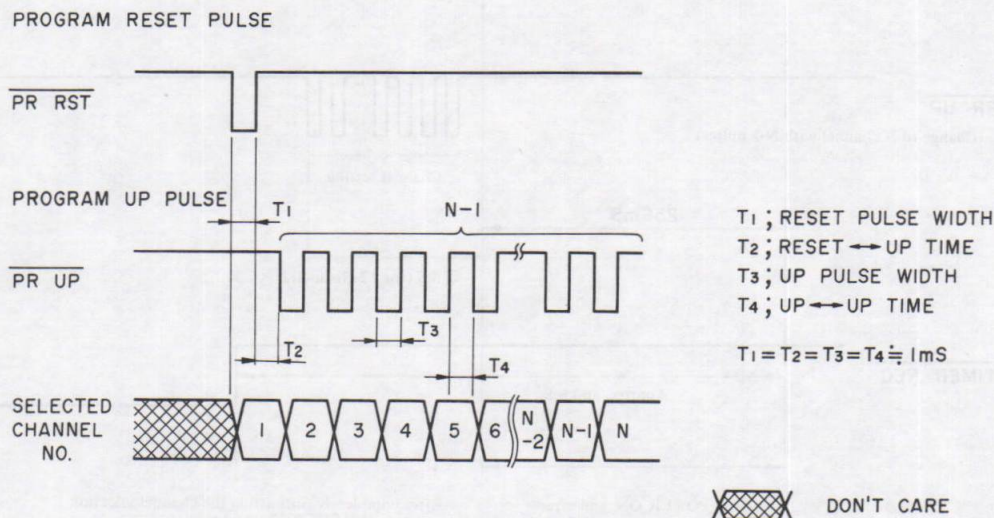 PROGRAM RESET PULSE
PR RST
PROGRAM UP PULSE
T1
N-1
PR UP
T2
T3
T4
T1 ; RESET PULSE WIDTH
T2 ; RESET ↔ UP TIME
T3 ; UP PULSE WIDTH
T4 ; UP ↔ UP TIME
T1 = T2 = T3 = T4 ≒ 1mS
SELECTED
CHANNEL
NO.
1 2 3 4 5 6 N-2 N-1 N
DON'T CARE